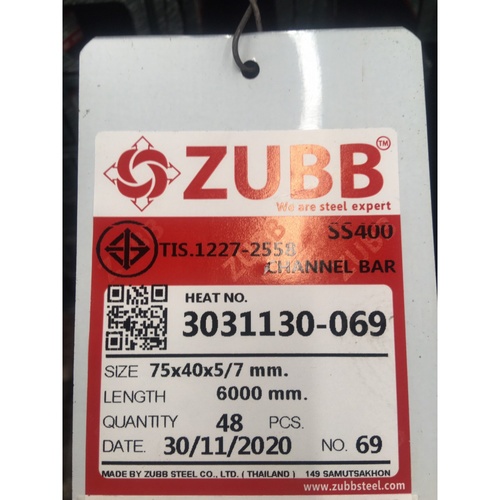 ZUBB™
We are steel expert
SS400
TIS.1227-2558
CHANNEL BAR
HEAT NO.
3031130-069
SIZE 75x40x5/7 mm.
LENGTH 6000 mm.
QUANTITY 48 PCS.
DATE. 30/11/2020 NO. 69
MADE BY ZUBB STEEL CO., LTD. ( THAILAND ) 149 SAMUTSAKHON
www.zubbsteel.com